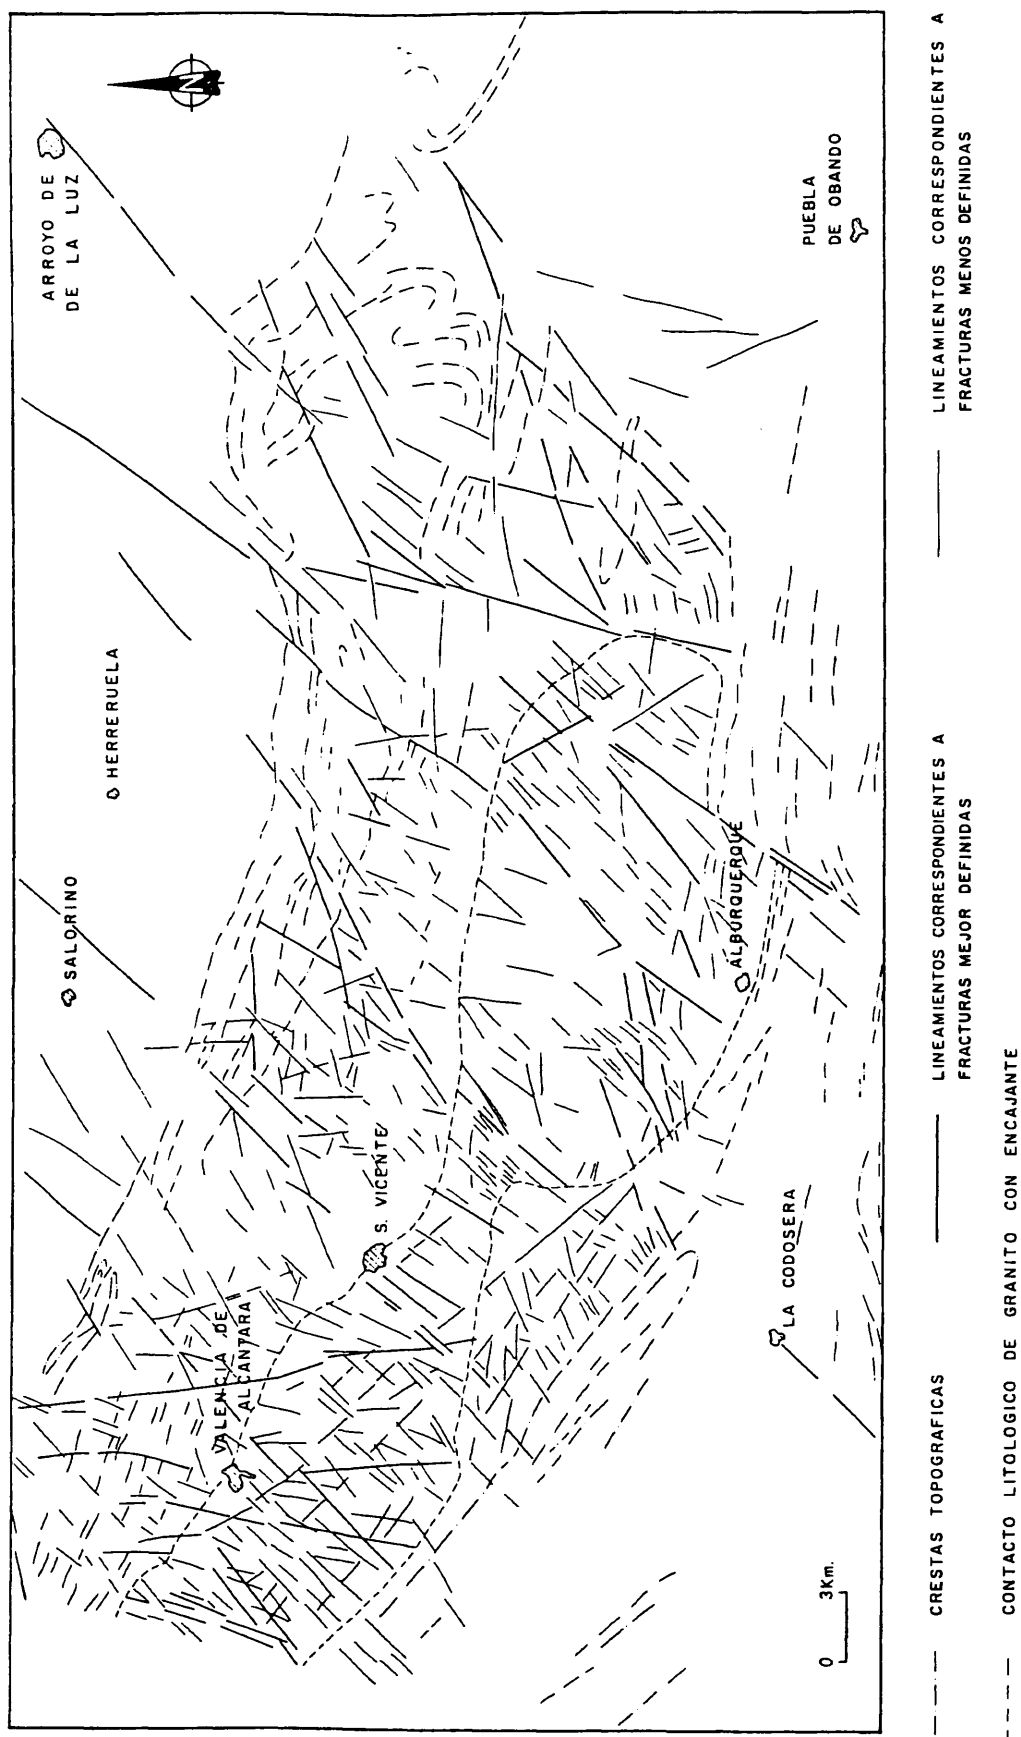 N
ARROYO DE
DE LA LUZ
PUEBLA
DE OBANDO
HERRERUELA
SALORINO
ALBURQUERQUE
S. VICENTE
LA CODOSERA
VALENCIA DE
ALCANTARA
0 3Km.
CRESTAS TOPOGRAFICAS
CONTACTO LITOLOGICO DE GRANITO CON ENCAJANTE
LINEAMIENTOS CORRESPONDIENTES A
FRACTURAS MEJOR DEFINIDAS
LINEAMIENTOS CORRESPONDIENTES A
FRACTURAS MENOS DEFINIDAS